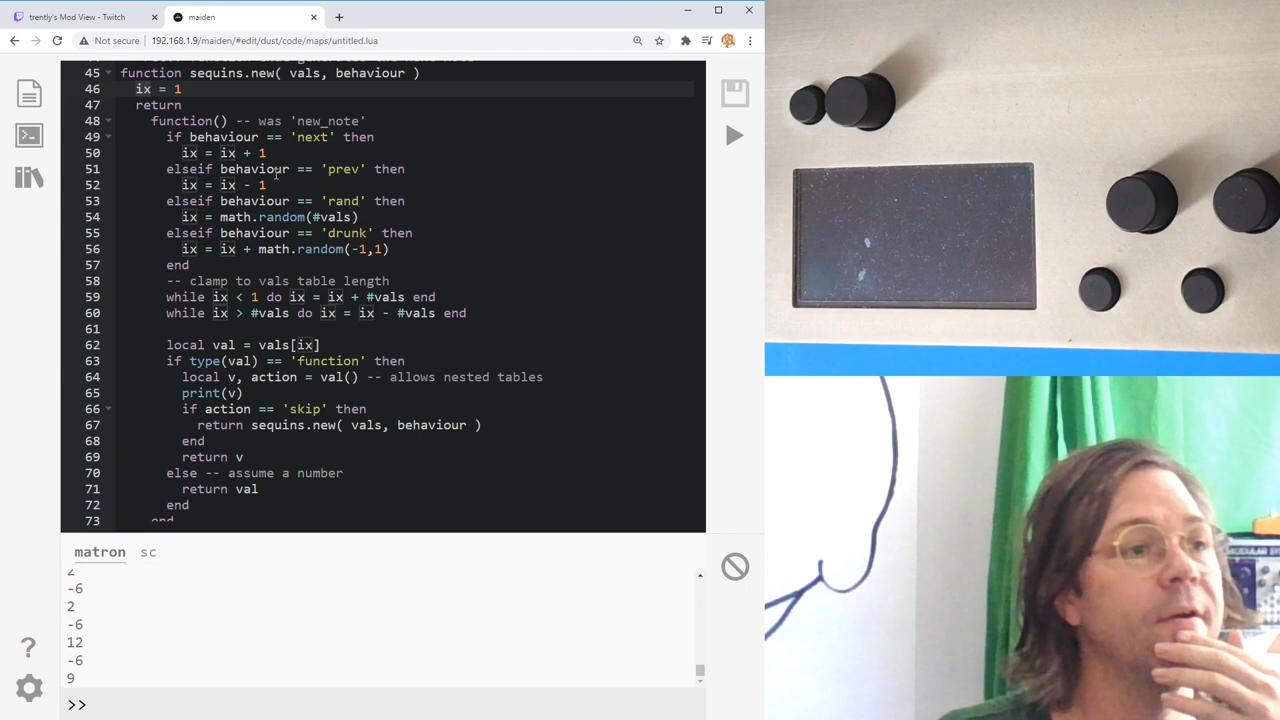 trently's Mod View - Twitch
maiden
Not secure
192.168.1.9/maiden/#edit/dust/code/maps/untitled.lua
45 function sequins.new( vals, behaviour )
46 ix = 1
47 return
48 function() -- was 'new_note'
49 if behaviour == 'next' then
50 ix = ix + 1
51 elseif behaviour == 'prev' then
52 ix = ix - 1
53 elseif behaviour == 'rand' then
54 ix = math.random(#vals)
55 elseif behaviour == 'drunk' then
56 ix = ix + math.random(-1,1)
57 end
58 -- clamp to vals table length
59 while ix < 1 do ix = ix + #vals end
60 while ix > #vals do ix = ix - #vals end
61
62 local val = vals[ix]
63 if type(val) == 'function' then
64 local v, action = val() -- allows nested tables
65 print(v)
66 if action == 'skip' then
67 return sequins.new( vals, behaviour )
68 end
69 return v
70 else -- assume a number
71 return val
72 end
73 end
matron sc
2
-6
2
-6
12
-6
9
>>